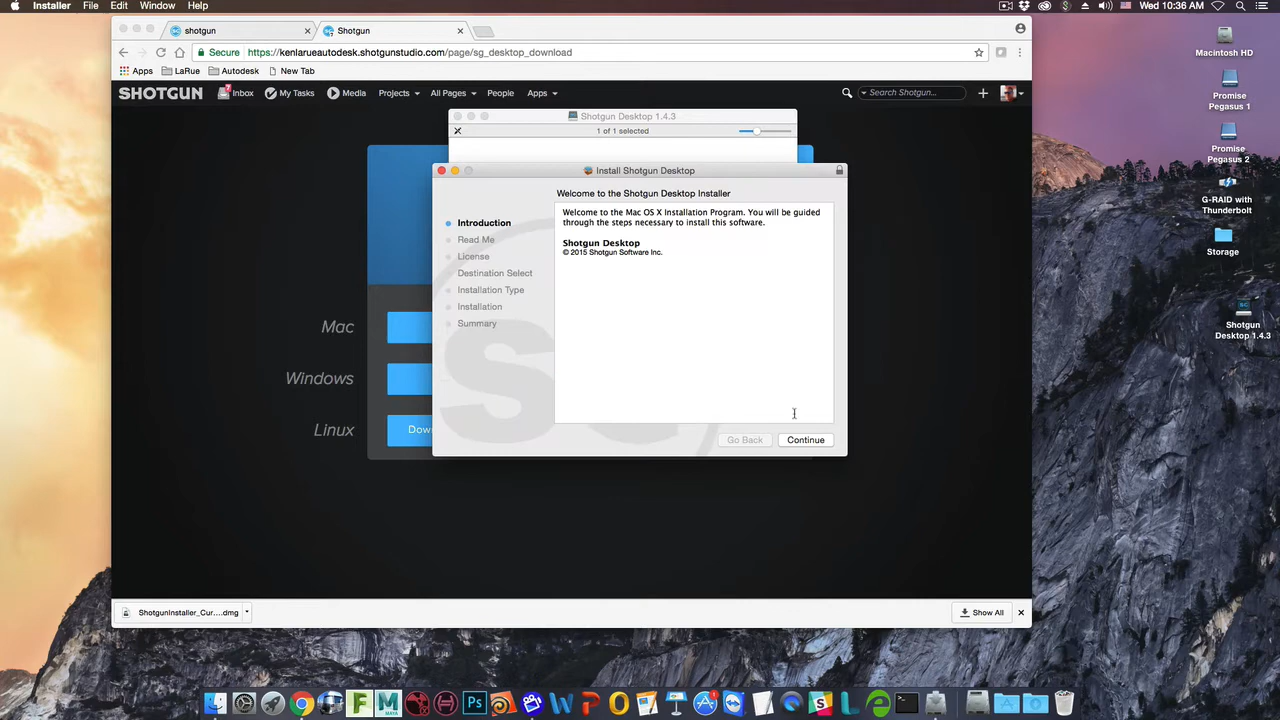 Installer File Edit Window Help
Wed 10:36 AM
shotgun
Shotgun
Secure https://kenlarueautodesk.shotgunstudio.com/page/sg_desktop_download
Apps LaRue Autodesk New Tab
SHOTGUN 7 Inbox My Tasks Media Projects All Pages People Apps Search Shotgun...
Shotgun Desktop 1.4.3
1 of 1 selected
Install Shotgun Desktop
Welcome to the Shotgun Desktop Installer
Introduction
Read Me
License
Destination Select
Installation Type
Installation
Summary
Welcome to the Mac OS X Installation Program. You will be guided
through the steps necessary to install this software.
Shotgun Desktop
© 2015 Shotgun Software Inc.
Go Back Continue
Mac
Windows
Linux
Dow
ShotgunInstaller_Cur....dmg
Show All
Macintosh HD
Promise
Pegasus 1
Promise
Pegasus 2
G-RAID with
Thunderbolt
Storage
Shotgun
Desktop 1.4.3